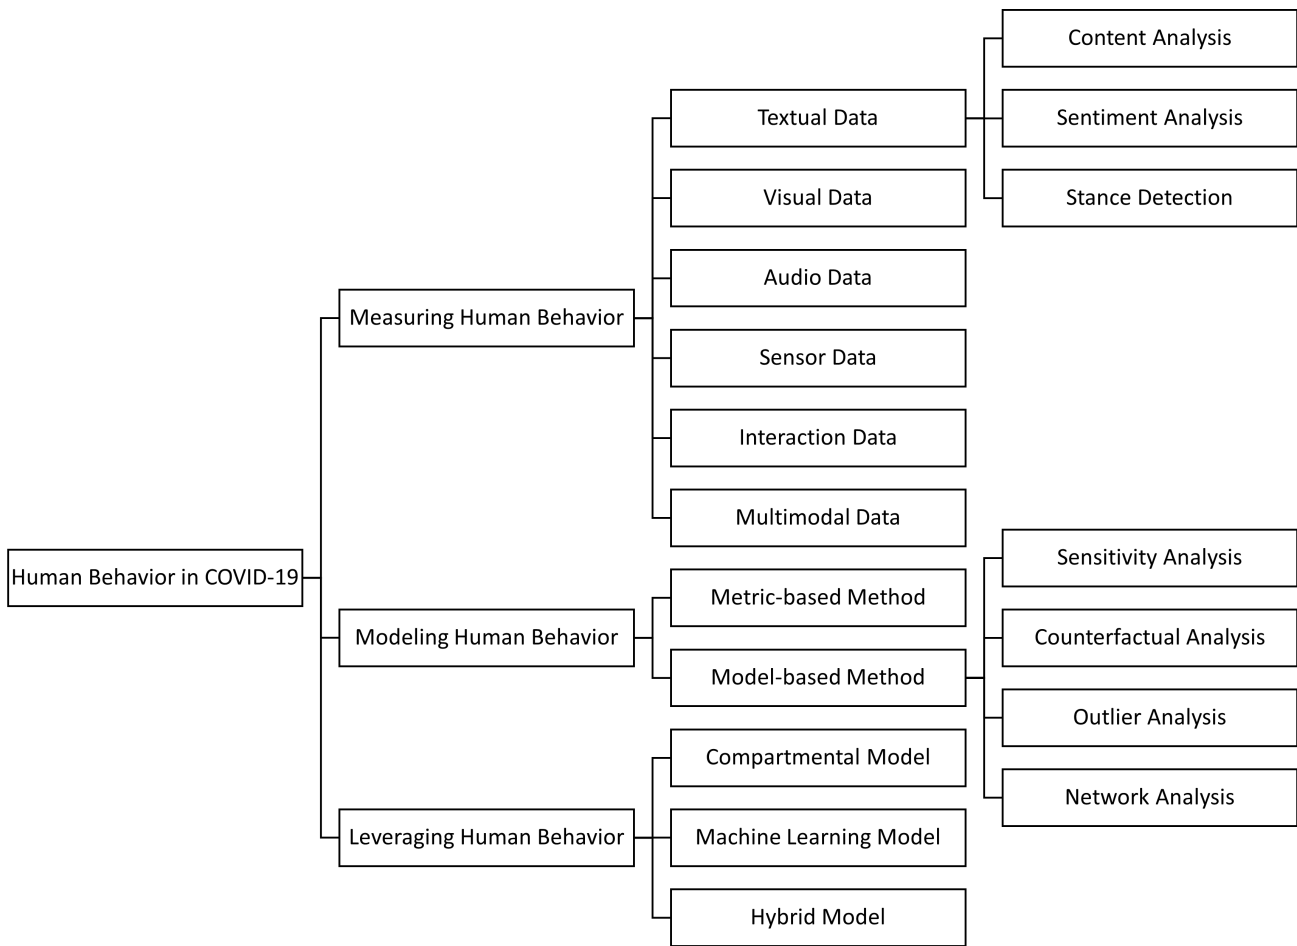 Human Behavior in COVID-19
Measuring Human Behavior
Textual Data
Content Analysis
Sentiment Analysis
Stance Detection
Visual Data
Audio Data
Sensor Data
Interaction Data
Multimodal Data
Modeling Human Behavior
Metric-based Method
Model-based Method
Sensitivity Analysis
Counterfactual Analysis
Outlier Analysis
Network Analysis
Leveraging Human Behavior
Compartmental Model
Machine Learning Model
Hybrid Model